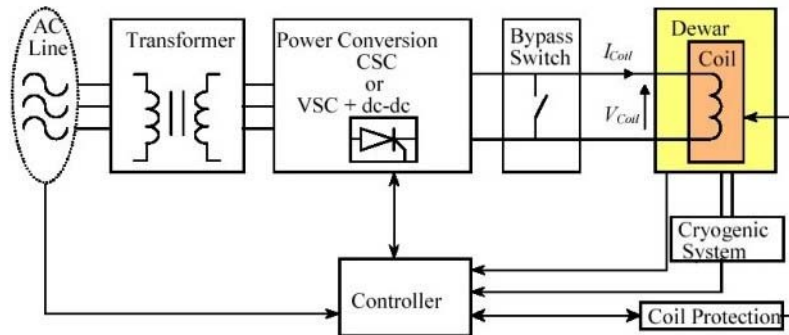 AC
Line
Transformer
Power Conversion
CSC
or
VSC + dc-dc
Bypass
Switch
I_Coil
V_Coil
Dewar
Coil
Cryogenic
System
Controller
Coil Protection